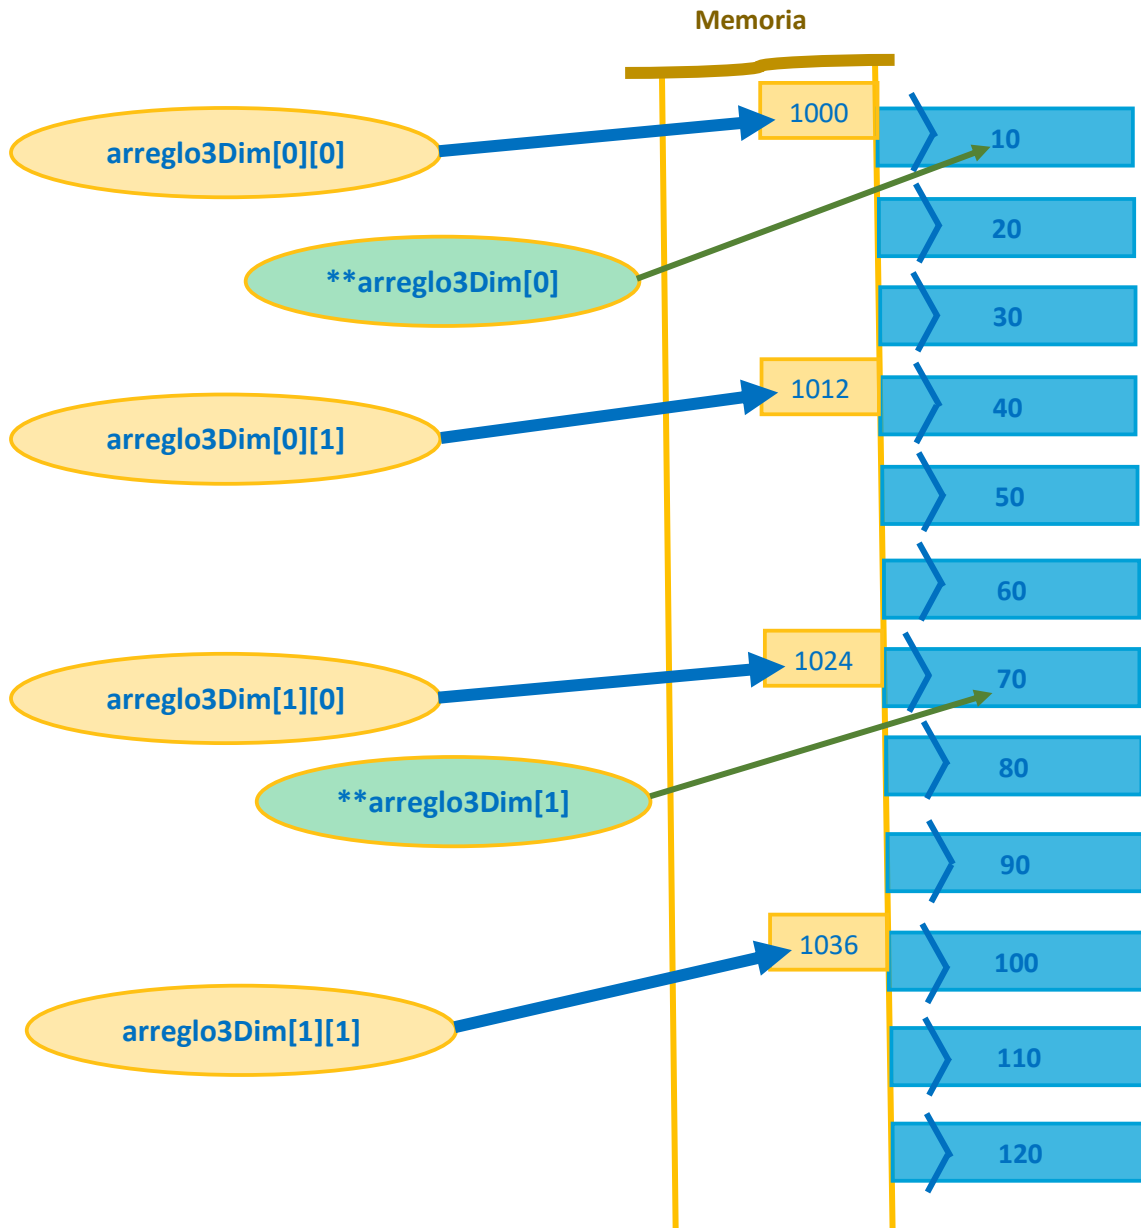 Memoria
1000
arreglo3Dim[0][0]
10
20
**arreglo3Dim[0]
30
1012
40
arreglo3Dim[0][1]
50
60
1024
70
arreglo3Dim[1][0]
80
**arreglo3Dim[1]
90
1036
100
arreglo3Dim[1][1]
110
120